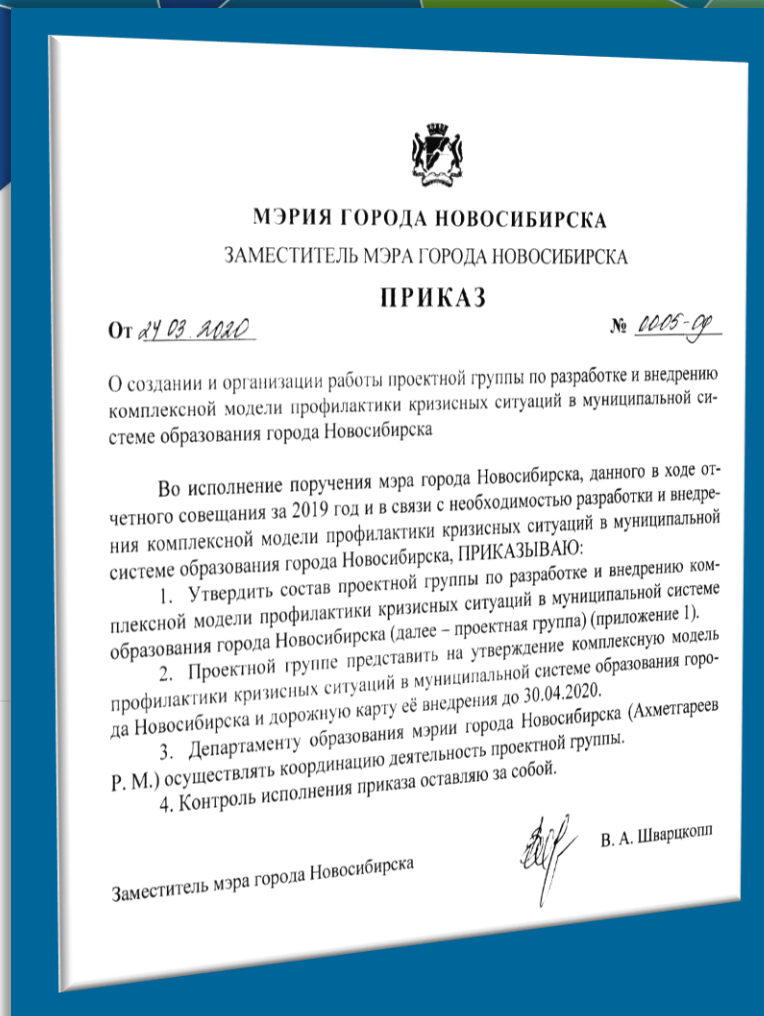 МЭРИЯ ГОРОДА НОВОСИБИРСКА
ЗАМЕСТИТЕЛЬ МЭРА ГОРОДА НОВОСИБИРСКА
ПРИКАЗ
От 24 03. 2020 № 0005-од
О создании и организации работы проектной группы по разработке и внедрению
комплексной модели профилактики кризисных ситуаций в муниципальной си-
стеме образования города Новосибирска
Во исполнение поручения мэра города Новосибирска, данного в ходе от-
четного совещания за 2019 год и в связи с необходимостью разработки и внедре-
ния комплексной модели профилактики кризисных ситуаций в муниципальной
системе образования города Новосибирска, ПРИКАЗЫВАЮ:
1. Утвердить состав проектной группы по разработке и внедрению ком-
плексной модели профилактики кризисных ситуаций в муниципальной системе
образования города Новосибирска (далее – проектная группа) (приложение 1).
2. Проектной группе представить на утверждение комплексную модель
профилактики кризисных ситуаций в муниципальной системе образования горо-
да Новосибирска и дорожную карту её внедрения до 30.04.2020.
3. Департаменту образования мэрии города Новосибирска (Ахметгареев
Р. М.) осуществлять координацию деятельность проектной группы.
4. Контроль исполнения приказа оставляю за собой.
Заместитель мэра города Новосибирска В. А. Шварцкопп